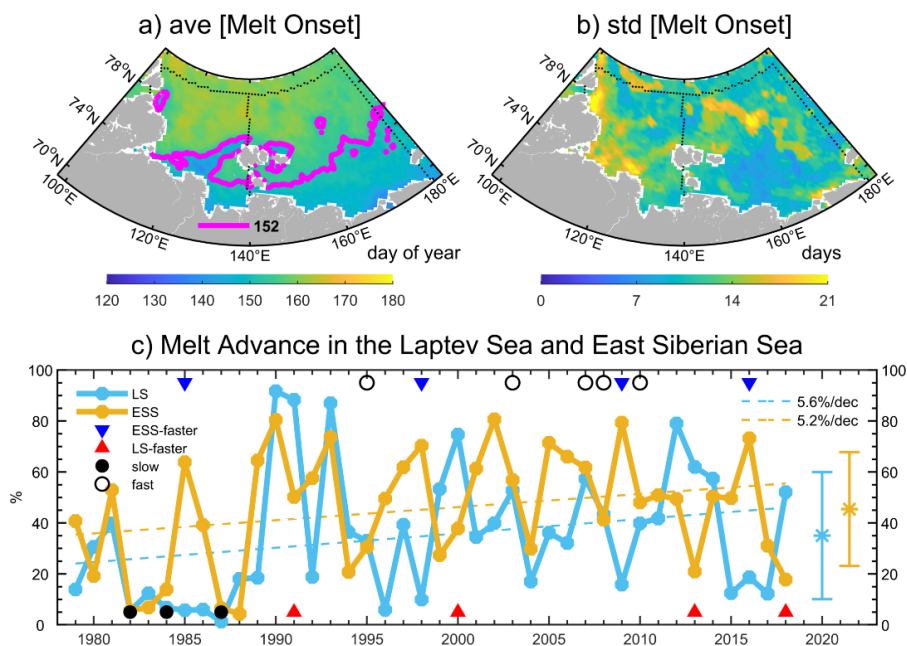 a) ave [Melt Onset]
b) std [Melt Onset]
78°N
74°N
70°N
100°E
120°E
140°E
160°E
180°E
152
day of year
78°N
74°N
70°N
100°E
120°E
140°E
160°E
180°E
days
120 130 140 150 160 170 180
0 7 14 21
c) Melt Advance in the Laptev Sea and East Siberian Sea
100
80
60
40
20
0
%
LS
ESS
ESS-faster
LS-faster
slow
fast
5.6%/dec
5.2%/dec
100
80
60
40
20
0
1980 1985 1990 1995 2000 2005 2010 2015 2020